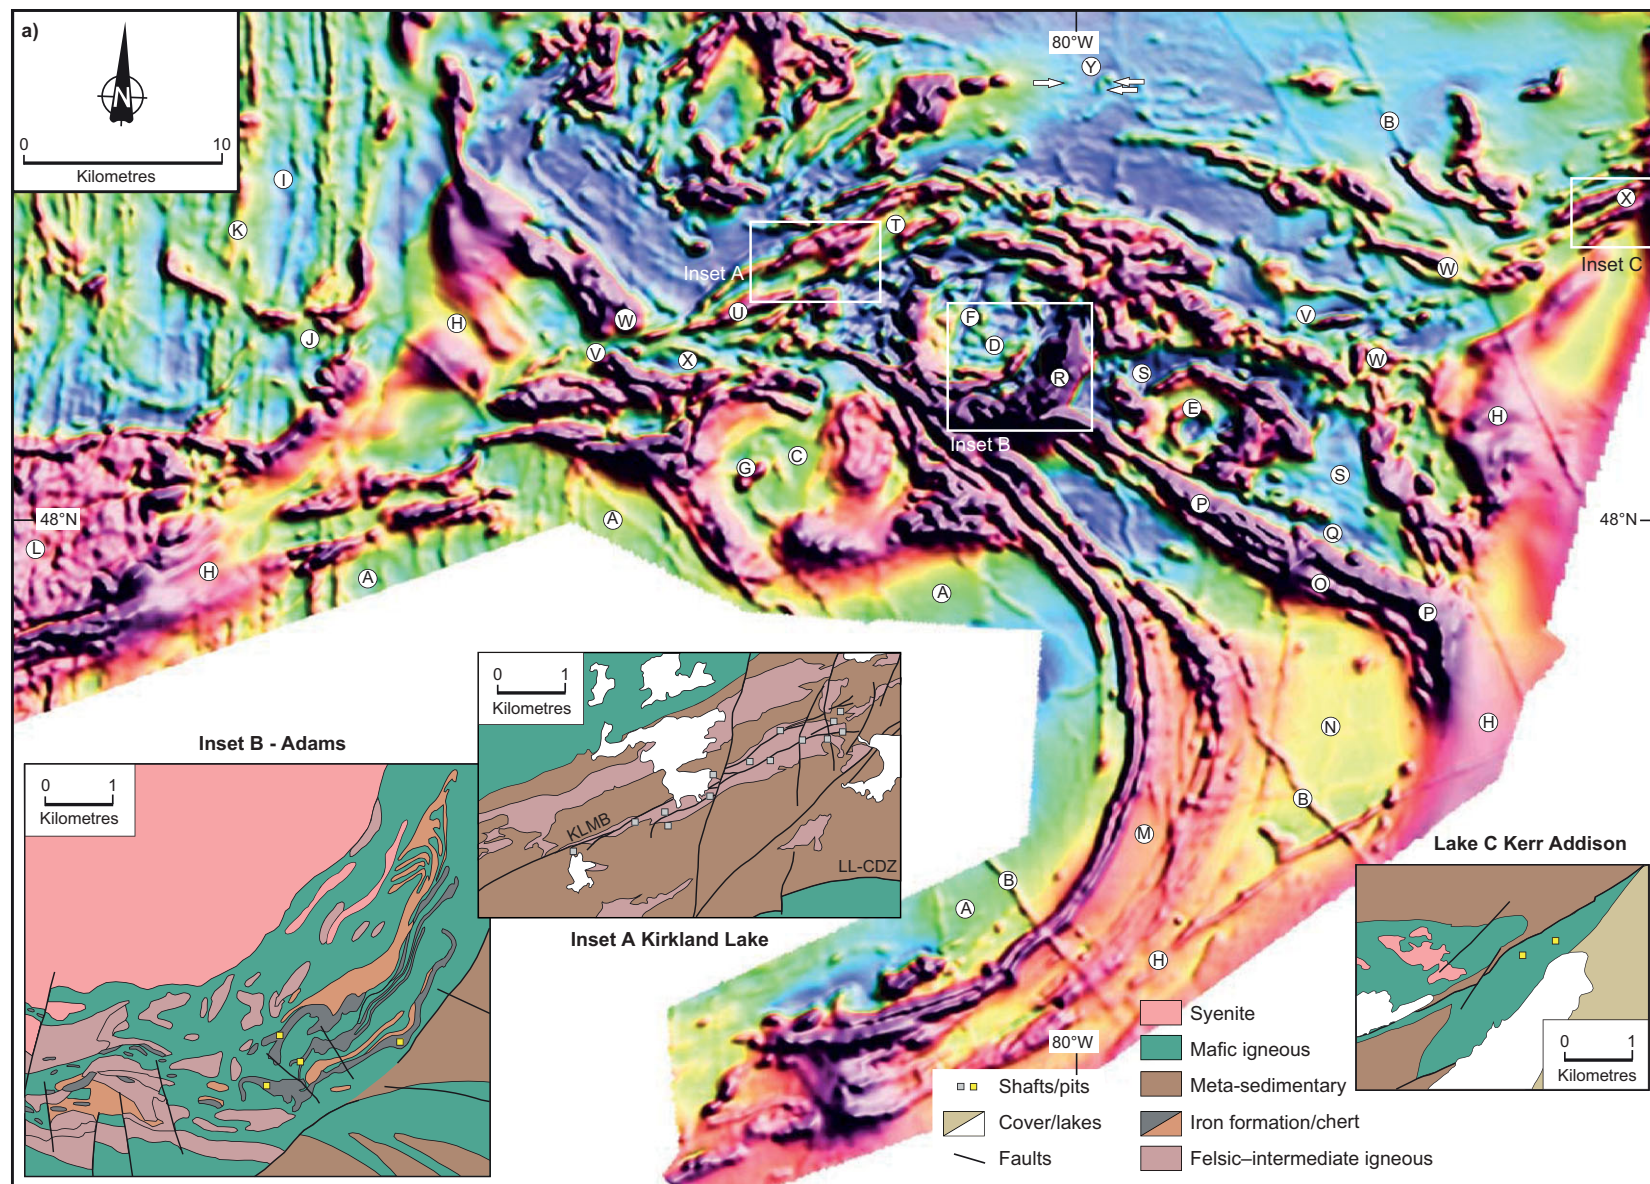 a)
N
0 10
Kilometres
80°W
Y
B
I
K
X
T
Inset A
Inset C
W
H
W
U
F
V
J
V
X
D
W
R
S
E
H
C
G
S
P
48°N
A
Q
48°N
L
H
A
A
O
P
0 1
Kilometres
N
H
Inset B
Inset B - Adams
0 1
Kilometres
KLMB
LL-CDZ
B
M
Lake C Kerr Addison
B
A
Inset A Kirkland Lake
H
80°W
0 1
Kilometres
Shafts/pits
Cover/lakes
Faults
Syenite
Mafic igneous
Meta-sedimentary
Iron formation/chert
Felsic–intermediate igneous